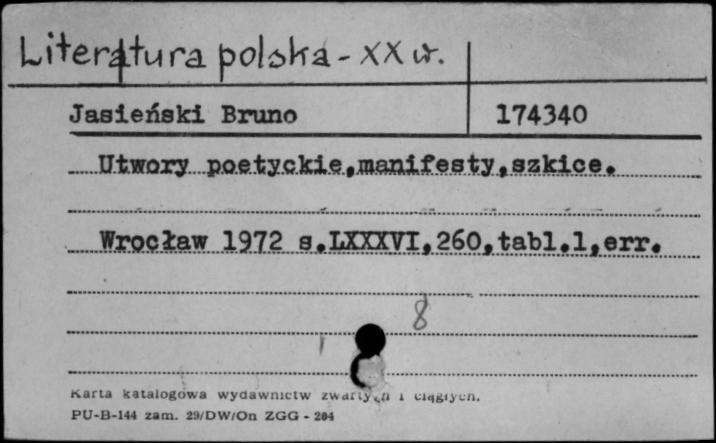 Literatura polska - XX w.
Jasieński Bruno 174340
Utwory poetyckie,manifesty,szkice.
Wrocław 1972 s.LXXXVI,260,tabl.1,err.
8
Karta katalogowa wydawnictw zwartych i ciągłych.
PU-B-144 zam. 29/DW/On ZGG - 204